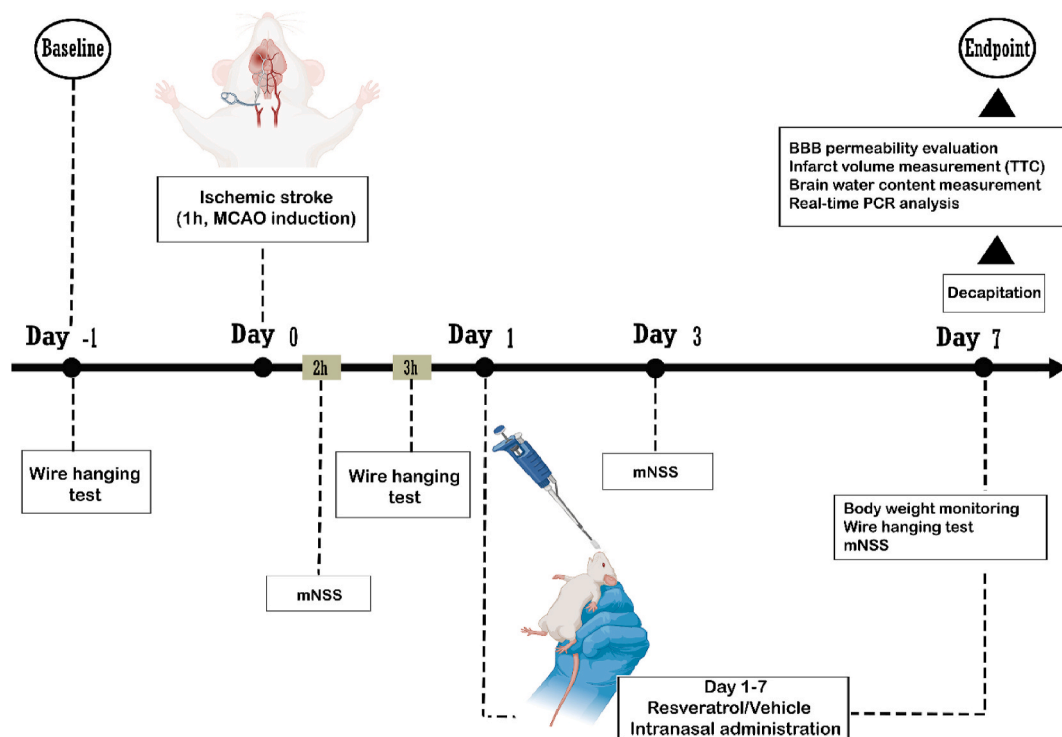 Baseline
Endpoint
BBB permeability evaluation
Infarct volume measurement (TTC)
Brain water content measurement
Real-time PCR analysis
Ischemic stroke
(1h, MCAO induction)
Decapitation
Day -1
Day 0
Day 1
Day 3
Day 7
2h
3h
Wire hanging
test
Wire hanging
test
mNSS
mNSS
Body weight monitoring
Wire hanging test
mNSS
Day 1-7
Resveratrol/Vehicle
Intranasal administration